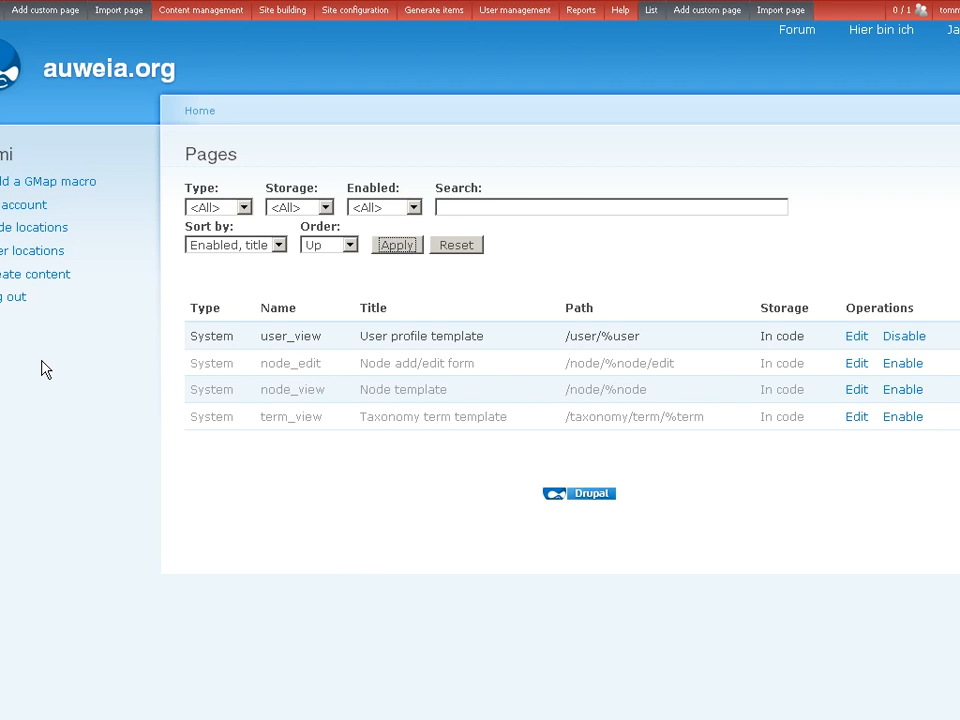 Add custom page Import page Content management Site building Site configuration Generate items User management Reports Help List Add custom page Import page 0 / 1
Forum Hier bin ich
auweia.org
Home
Pages
Add a GMap macro
account
locations
locations
content
out
Type: Storage: Enabled: Search:
<All> <All> <All>
Sort by: Order:
Enabled, title Up Apply Reset
Type Name Title Path Storage Operations
System user_view User profile template /user/%user In code Edit Disable
System node_edit Node add/edit form /node/%node/edit In code Edit Enable
System node_view Node template /node/%node In code Edit Enable
System term_view Taxonomy term template /taxonomy/term/%term In code Edit Enable
Drupal